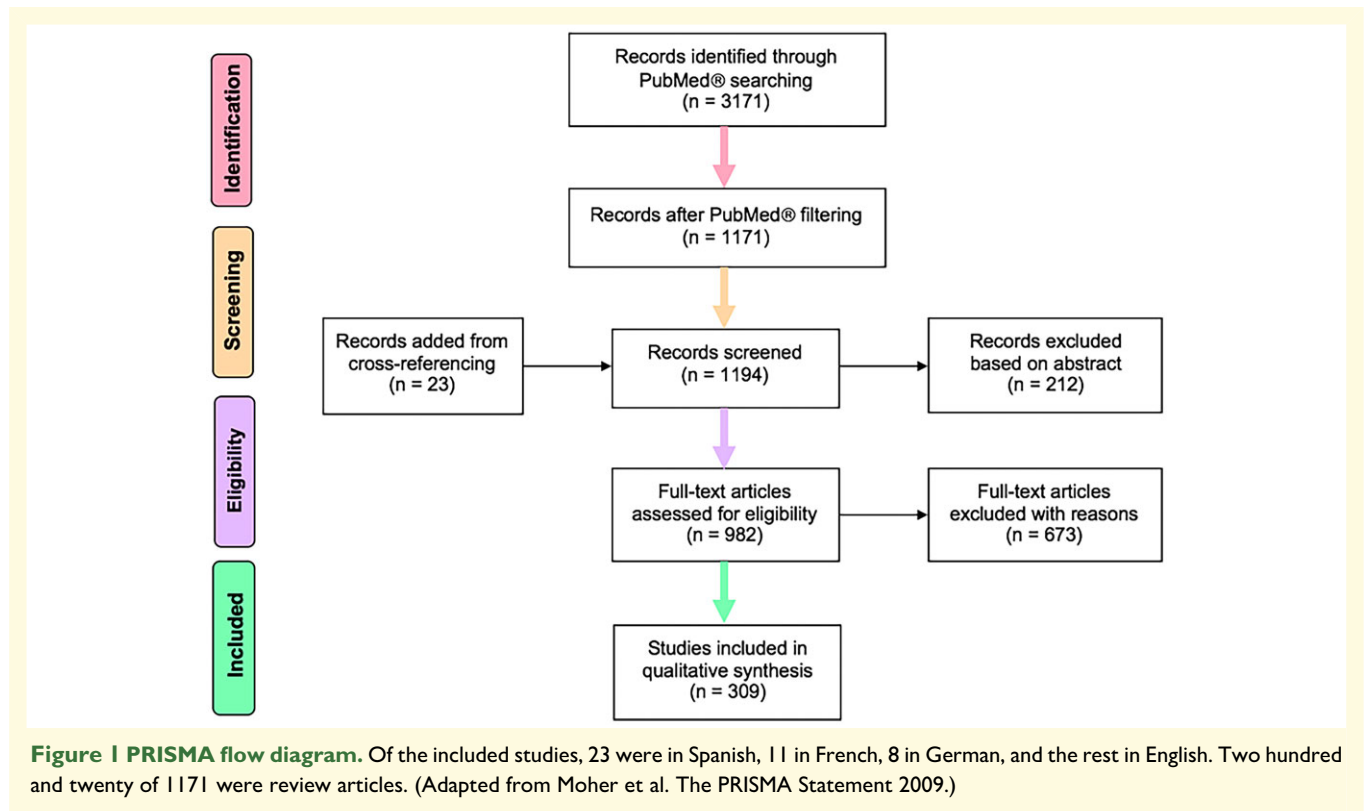 Identification
Records identified through
PubMed® searching
(n = 3171)
Records after PubMed® filtering
(n = 1171)
Screening
Records added from
cross-referencing
(n = 23)
Records screened
(n = 1194)
Records excluded
based on abstract
(n = 212)
Eligibility
Full-text articles
assessed for eligibility
(n = 982)
Full-text articles
excluded with reasons
(n = 673)
Included
Studies included in
qualitative synthesis
(n = 309)
Figure 1 PRISMA flow diagram. Of the included studies, 23 were in Spanish, 11 in French, 8 in German, and the rest in English. Two hundred
and twenty of 1171 were review articles. (Adapted from Moher et al. The PRISMA Statement 2009.)